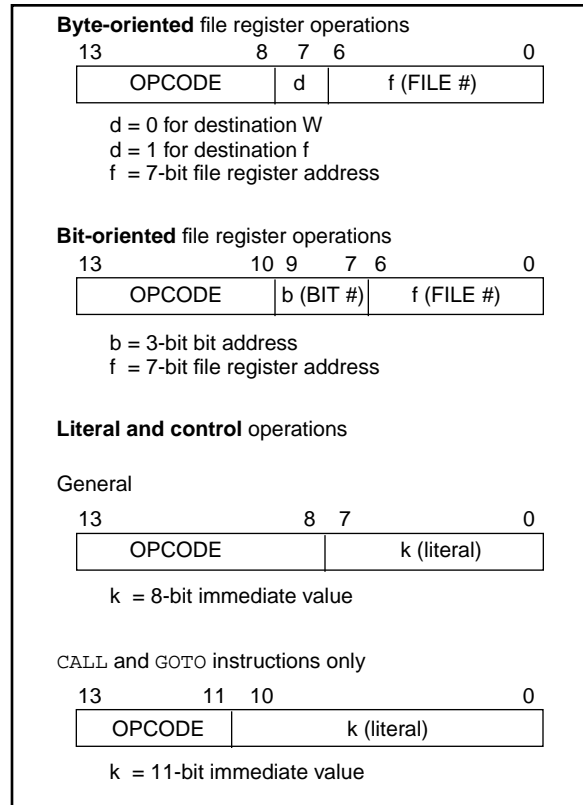 Byte-oriented file register operations
13 8 7 6 0
OPCODE d f (FILE #)
d = 0 for destination W
d = 1 for destination f
f = 7-bit file register address
Bit-oriented file register operations
13 10 9 7 6 0
OPCODE b (BIT #) f (FILE #)
b = 3-bit bit address
f = 7-bit file register address
Literal and control operations
General
13 8 7 0
OPCODE k (literal)
k = 8-bit immediate value
CALL and GOTO instructions only
13 11 10 0
OPCODE k (literal)
k = 11-bit immediate value